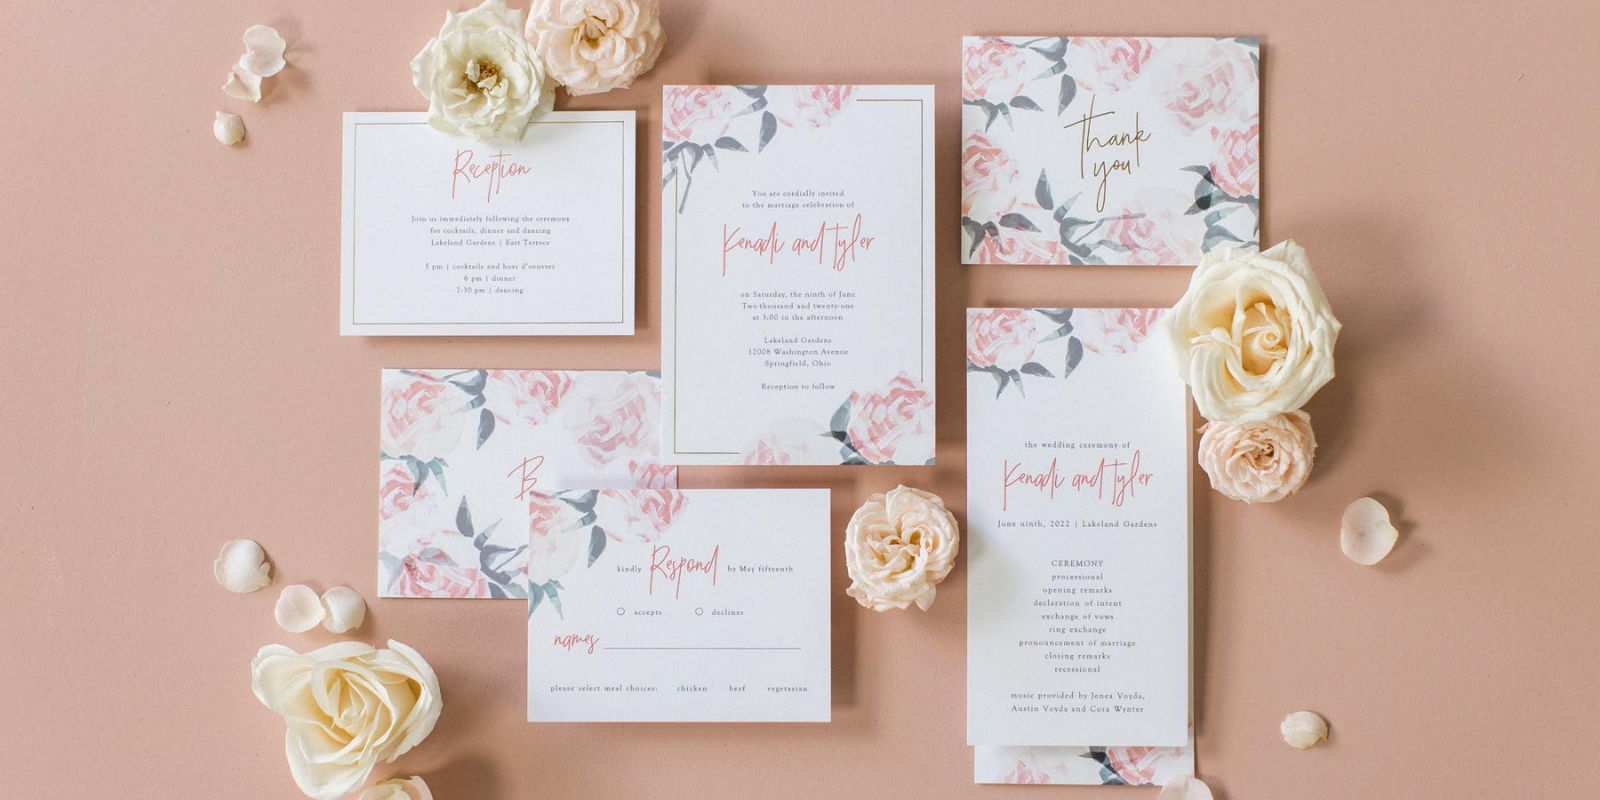 Reception
Join us immediately following the ceremony
for cocktails, dinner and dancing
Lakeland Gardens | East Terrace
5 pm | cocktails and hors d'oeuvres
6 pm | dinner
7:30 pm | dancing
You are cordially invited
to the marriage celebration of
Kenadi and Tyler
on Saturday, the ninth of June
Two thousand and twenty-one
at 3:00 in the afternoon
Lakeland Gardens
12008 Washington Avenue
Springfield, Ohio
Reception to follow
Thank
you!
B
kindly Respond by May fifteenth
accepts declines
names
please select meal choices: chicken beef vegetarian
the wedding ceremony of
Kenadi and Tyler
June ninth, 2022 | Lakeland Gardens
CEREMONY
processional
opening remarks
declaration of intent
exchange of vows
ring exchange
pronouncement of marriage
closing remarks
recessional
music provided by Jenea Voyda,
Austin Voyda and Cora Wynter